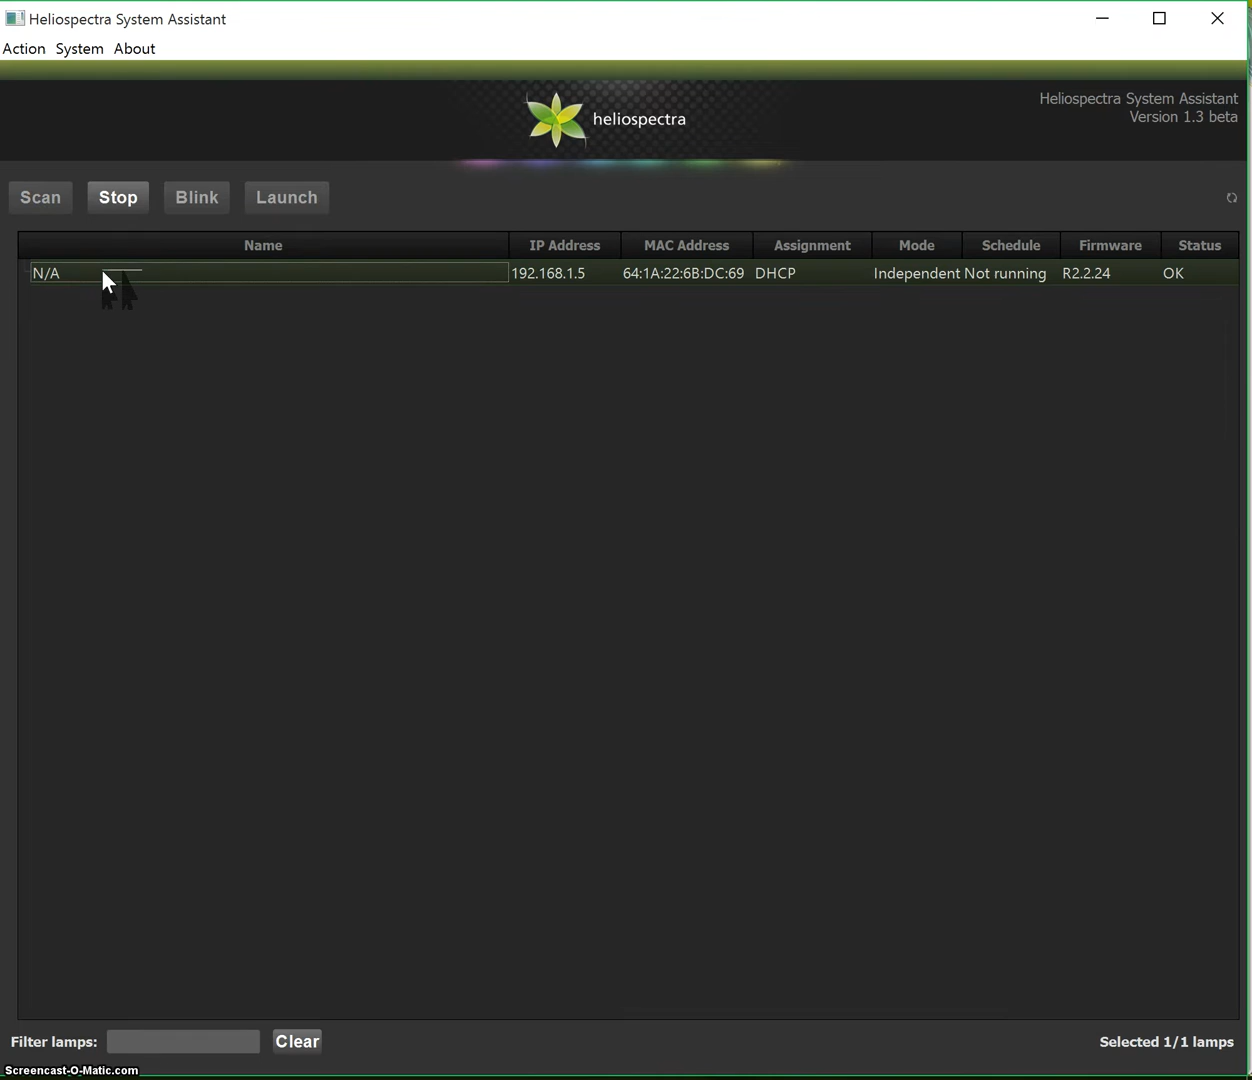 Heliospectra System Assistant
Action System About
heliospectra
Heliospectra System Assistant
Version 1.3 beta
Scan Stop Blink Launch
Name IP Address MAC Address Assignment Mode Schedule Firmware Status
N/A 192.168.1.5 64:1A:22:6B:DC:69 DHCP Independent Not running R2.2.24 OK
Filter lamps: Clear Selected 1/1 lamps
Screencast-O-Matic.com